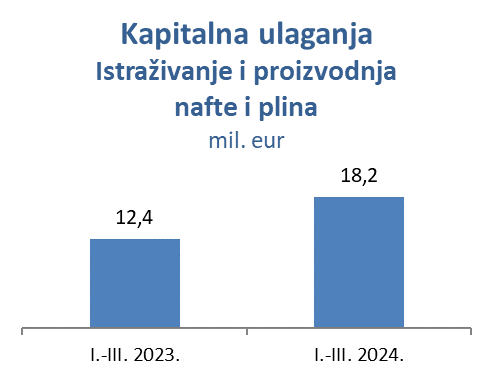 Kapitalna ulaganja
Istraživanje i proizvodnja
nafte i plina
mil. eur
18,2
12,4
I.-III. 2023.
I.-III. 2024.